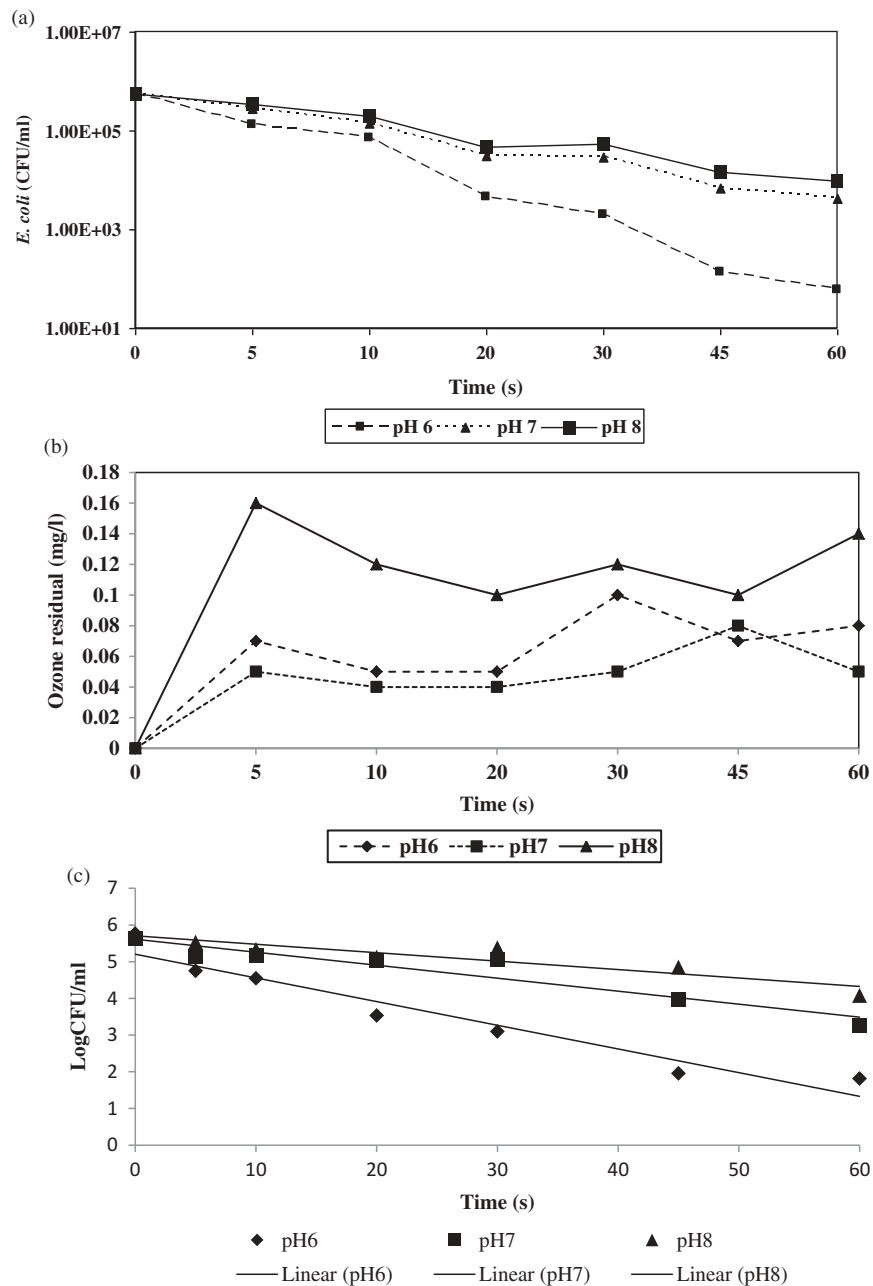 (a)
1.00E+07
1.00E+05
1.00E+03
1.00E+01
E. coli (CFU/ml)
0 5 10 20 30 45 60
Time (s)
pH 6 pH 7 pH 8
(b)
0.18
0.16
0.14
0.12
0.1
0.08
0.06
0.04
0.02
0
Ozone residual (mg/l)
0 5 10 20 30 45 60
Time (s)
pH6 pH7 pH8
(c)
7
6
5
4
3
2
1
0
LogCFU/ml
0 10 20 30 40 50 60
Time (s)
pH6 pH7 pH8
Linear (pH6) Linear (pH7) Linear (pH8)